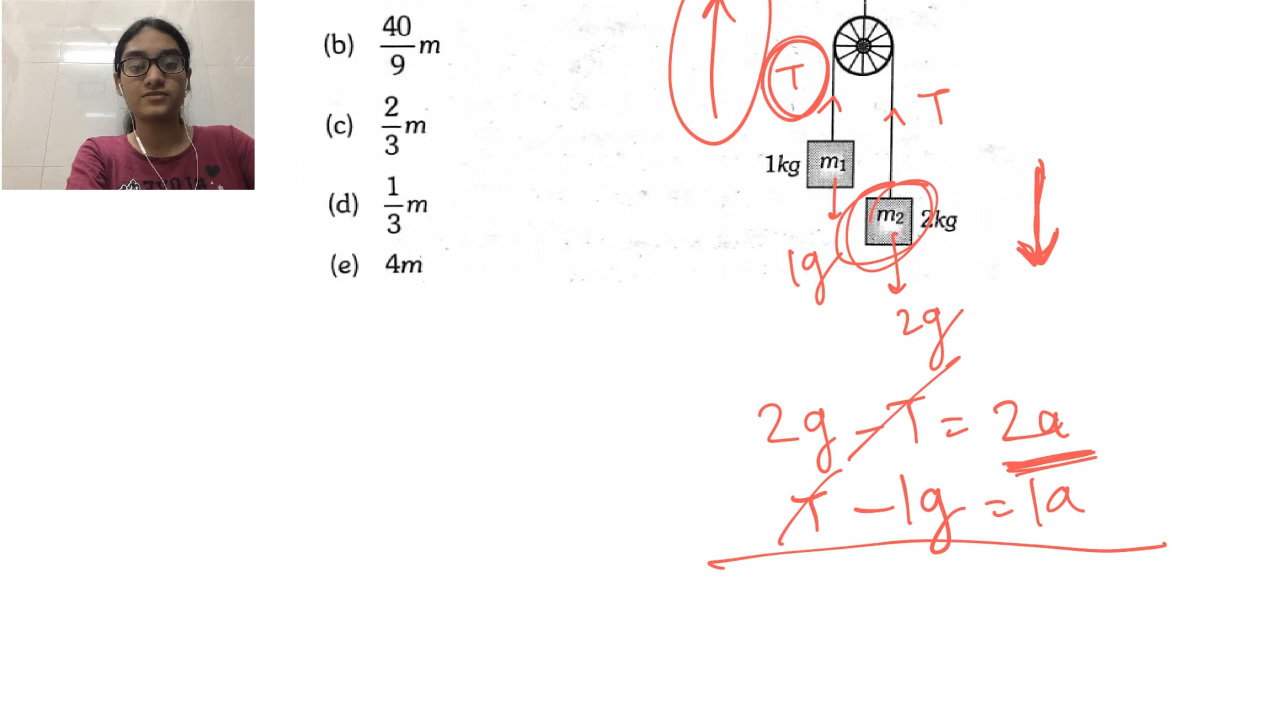 (b) 40/9 m
(c) 2/3 m
(d) 1/3 m
(e) 4m
T
T
1kg m₁
m₂ 2kg
1g
2g
2g - T = 2a
T - 1g = 1a